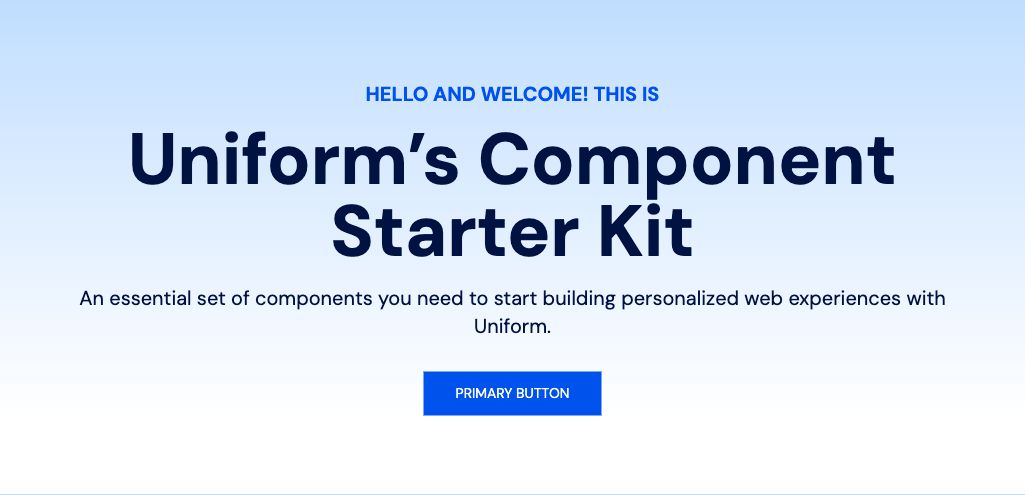 HELLO AND WELCOME! THIS IS
Uniform’s Component
Starter Kit
An essential set of components you need to start building personalized web experiences with
Uniform.
PRIMARY BUTTON